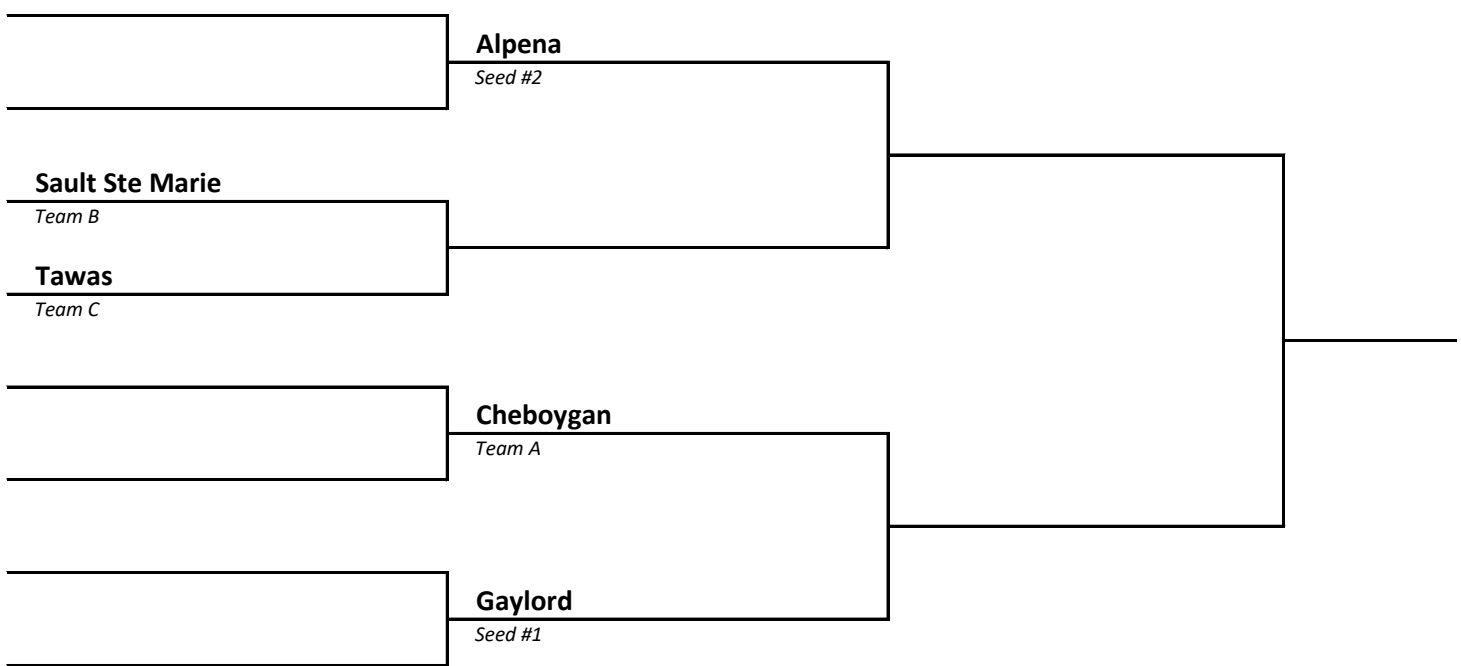 Alpena
Seed #2
Sault Ste Marie
Team B
Tawas
Team C
Cheboygan
Team A
Gaylord
Seed #1